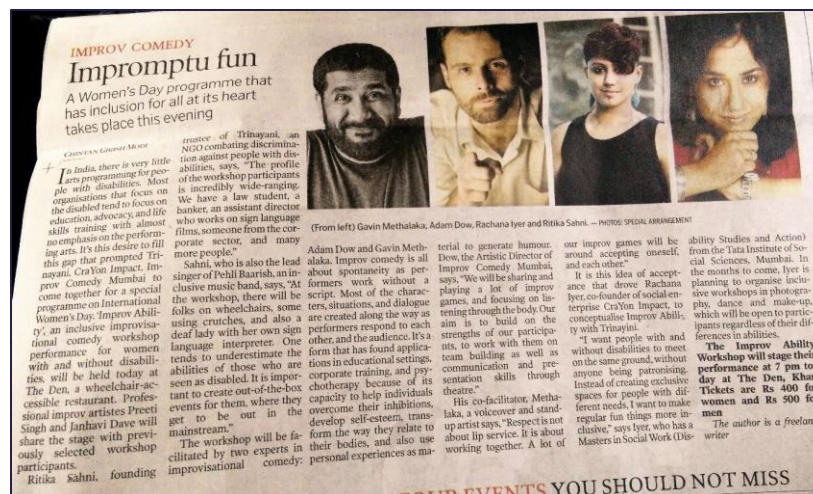 IMPROV COMEDY
Impromptu fun
A Women's Day programme that
has inclusion for all at its heart
takes place this evening
CHINTAN GIRISH MODI
In India, there is very little
arts programming for peo-
ple with disabilities. Most
organisations that focus on
the disabled tend to focus on
education, advocacy, and life
skills training with almost
no emphasis on the perform-
ing arts. It's this desire to fill
this gap that prompted Tri-
nayani, CraYon Impact, Im-
prov Comedy Mumbai to
come together for a special
programme on International
Women's Day. 'Improv Abili-
ty', an inclusive improvisa-
tional comedy workshop
performance for women
with and without disabili-
ties, will be held today at
The Den, a wheelchair-ac-
cessible restaurant. Profes-
sional improv artistes Preeti
Singh and Janhavi Dave will
share the stage with previ-
ously selected workshop
participants.
Ritika Sahni, founding
trustee of Trinayani, an
NGO combating discrimina-
tion against people with dis-
abilities, says, "The profile
of the workshop participants
is incredibly wide-ranging.
We have a law student, a
banker, an assistant director
who works on sign language
films, someone from the cor-
porate sector, and many
more people."
Sahni, who is also the lead
singer of Pehli Baarish, an in-
clusive music band, says, "At
the workshop, there will be
folks on wheelchairs, some
using crutches, and also a
deaf lady with her own sign
language interpreter. One
tends to underestimate the
abilities of those who are
seen as disabled. It is impor-
tant to create out-of-the-box
events for them, where they
get to be out in the
mainstream."
The workshop will be fa-
cilitated by two experts in
improvisational comedy:
(From left) Gavin Methalaka, Adam Dow, Rachana Iyer and Ritika Sahni. — PHOTOS: SPECIAL ARRANGEMENT
Adam Dow and Gavin Meth-
alaka. Improv comedy is all
about spontaneity as per-
formers work without a
script. Most of the charac-
ters, situations, and dialogue
are created along the way as
performers respond to each
other, and the audience. It's a
form that has found applica-
tions in educational settings,
corporate training, and psy-
chotherapy because of its
capacity to help individuals
overcome their inhibitions,
develop self-esteem, trans-
form the way they relate to
their bodies, and also use
personal experiences as ma-
terial to generate humour.
Dow, the Artistic Director of
Improv Comedy Mumbai,
says, "We will be sharing and
playing a lot of improv
games, and focusing on lis-
tening through the body. Our
aim is to build on the
strengths of our participa-
nts, to work with them on
team building as well as
communication and pre-
sentation skills through
theatre."
His co-facilitator, Metha-
laka, a voiceover and stand-
up artist says, "Respect is not
about lip service. It is about
working together. A lot of
our improv games will be
around accepting oneself,
and each other."
It is this idea of accept-
ance that drove Rachana
Iyer, co-founder of social en-
terprise CraYon Impact, to
conceptualise Improv Abili-
ty with Trinayini.
"I want people with and
without disabilities to meet
on the same ground, without
anyone being patronising.
Instead of creating exclusive
spaces for people with dif-
ferent needs, I want to make
regular fun things more in-
clusive," says Iyer, who has a
Masters in Social Work (Dis-
ability Studies and Action)
from the Tata Institute of So-
cial Sciences, Mumbai. In
the months to come, Iyer is
planning to organise inclu-
sive workshops in photogra-
phy, dance and make-up,
which will be open to partic-
ipants regardless of their dif-
ferences in abilities.
The Improv Ability
Workshop will stage their
performance at 7 pm to-
day at The Den, Khar
Tickets are Rs 400 for
women and Rs 500 for
men
The author is a freelan
writer
FOUR EVENTS YOU SHOULD NOT MISS